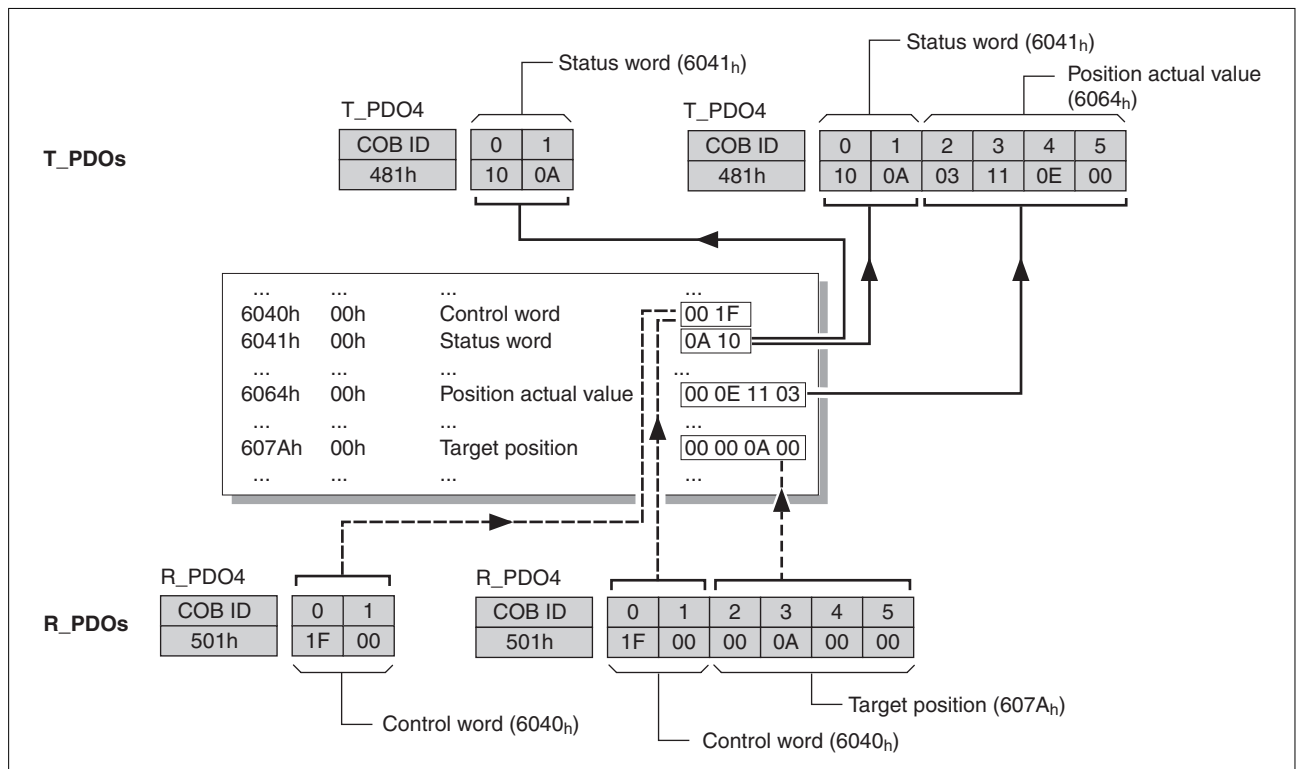 Status word (6041h)
Status word (6041h)
Position actual value
(6064h)
T_PDO4
T_PDO4
T_PDOs
COB ID 0 1
481h 10 0A
COB ID 0 1 2 3 4 5
481h 10 0A 03 11 0E 00
... ... ... ...
6040h 00h Control word 00 1F
6041h 00h Status word 0A 10
... ... ... ...
6064h 00h Position actual value 00 0E 11 03
... ... ... ...
607Ah 00h Target position 00 00 0A 00
... ... ... ...
R_PDO4
R_PDO4
R_PDOs
COB ID 0 1
501h 1F 00
COB ID 0 1 2 3 4 5
501h 1F 00 00 0A 00 00
Target position (607Ah)
Control word (6040h)
Control word (6040h)